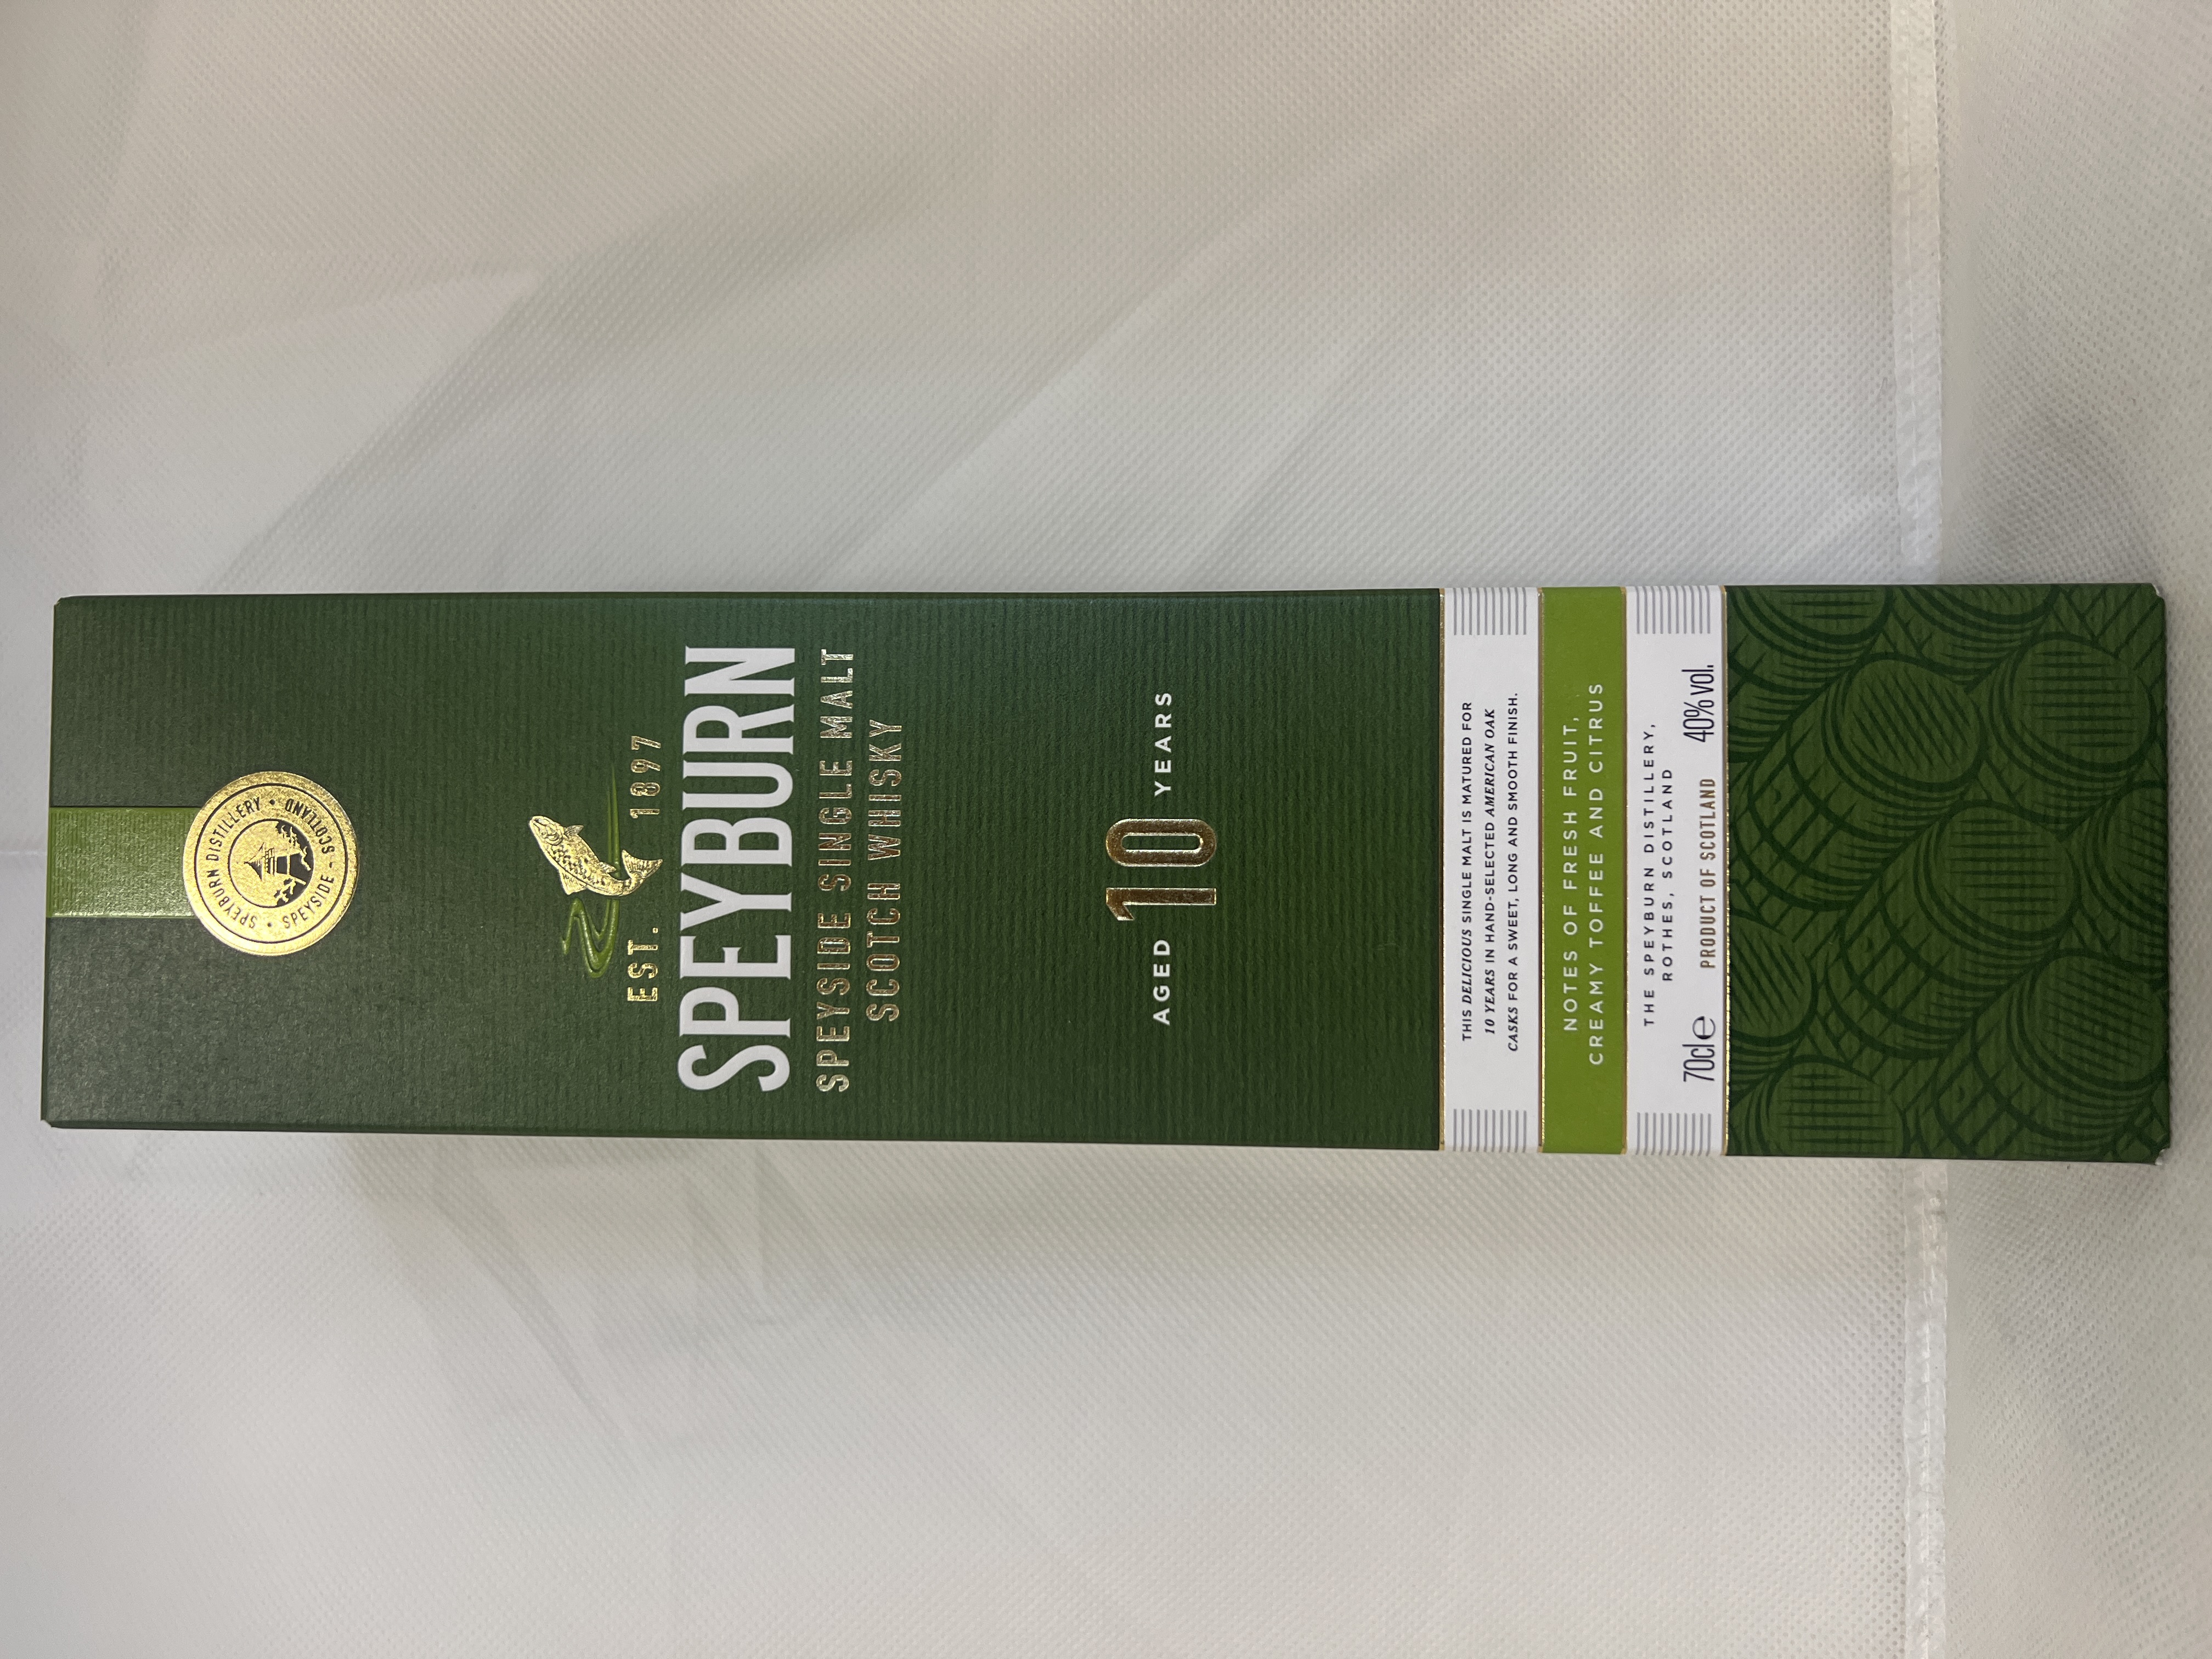 SPEYBURN DISTILLERY • SPEYSIDE ~ SCOTLAND •
EST. 1897
SPEYBURN
SPEYSIDE SINGLE MALT
SCOTCH WHISKY
AGED 10 YEARS
THIS DELICIOUS SINGLE MALT IS MATURED FOR
10 YEARS IN HAND-SELECTED AMERICAN OAK
CASKS FOR A SWEET, LONG AND SMOOTH FINISH.
NOTES OF FRESH FRUIT,
CREAMY TOFFEE AND CITRUS
THE SPEYBURN DISTILLERY,
ROTHES, SCOTLAND
70cl e PRODUCT OF SCOTLAND 40% vol.